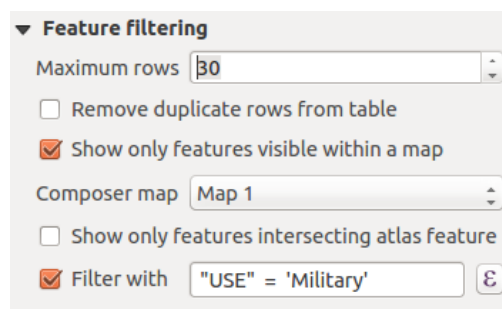 Feature filtering
Maximum rows 30
Remove duplicate rows from table
Show only features visible within a map
Composer map Map 1
Show only features intersecting atlas feature
Filter with "USE" = 'Military' ε